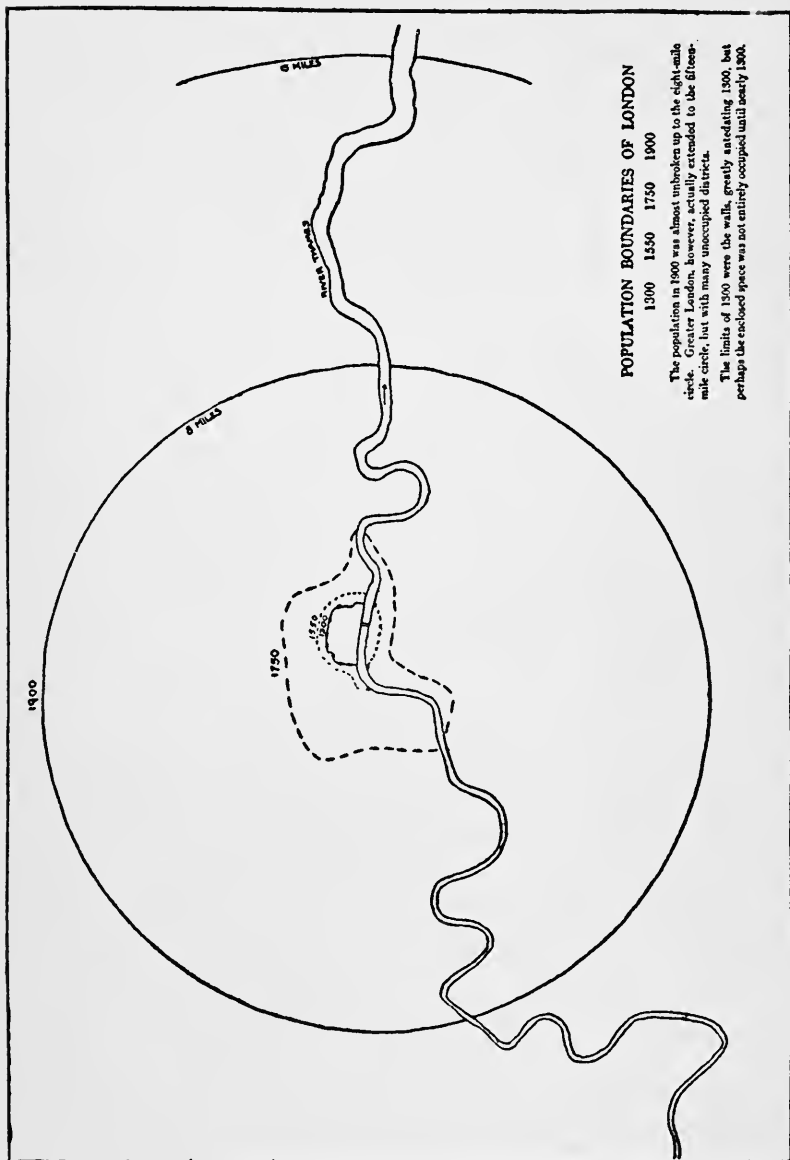 POPULATION BOUNDARIES OF LONDON
1300 1550 1750 1900
The population in 1900 was almost unbroken up to the eight-mile
circle. Greater London, however, actually extended to the fifteen-
mile circle, but with many unoccupied districts.
The limits of 1300 were the walls, greatly antedating 1300, but
perhaps the enclosed space was not entirely occupied until nearly 1300.
1900
8 MILES
1750
1550
1300
RIVER THAMES
MILES